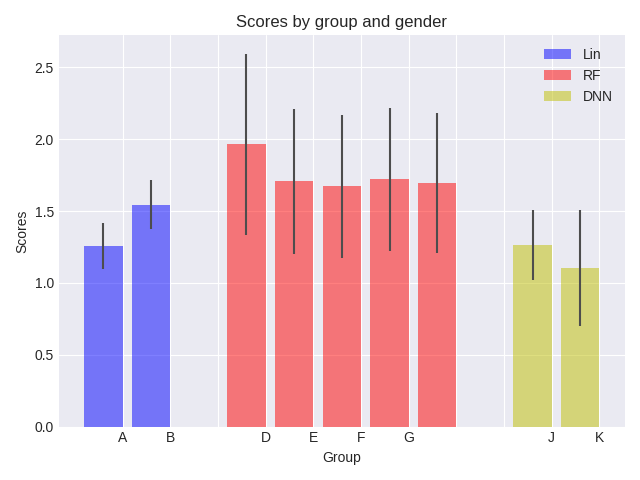 Scores by group and gender
Lin
RF
DNN
Scores
2.5
2.0
1.5
1.0
0.5
0.0
A B D E F G J K
Group